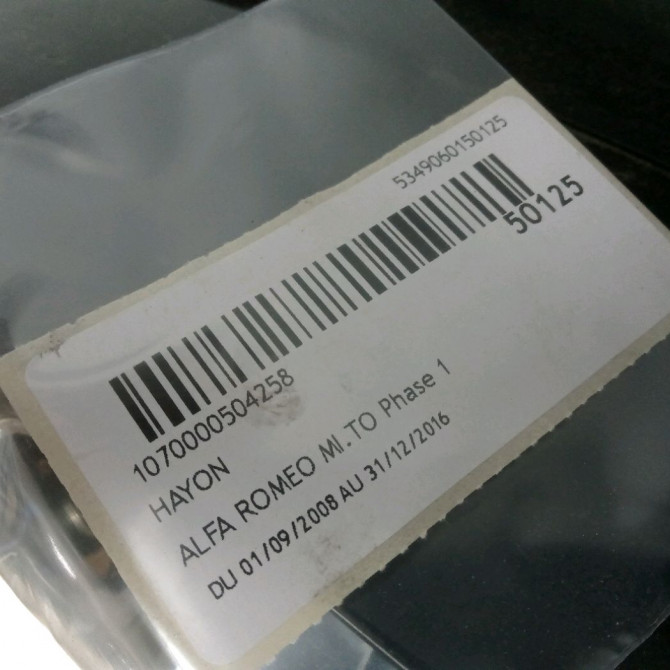 5349060150125
50125
1070000504258
HAYON
ALFA ROMEO MI.TO Phase 1
DU 01/09/2008 AU 31/12/2016